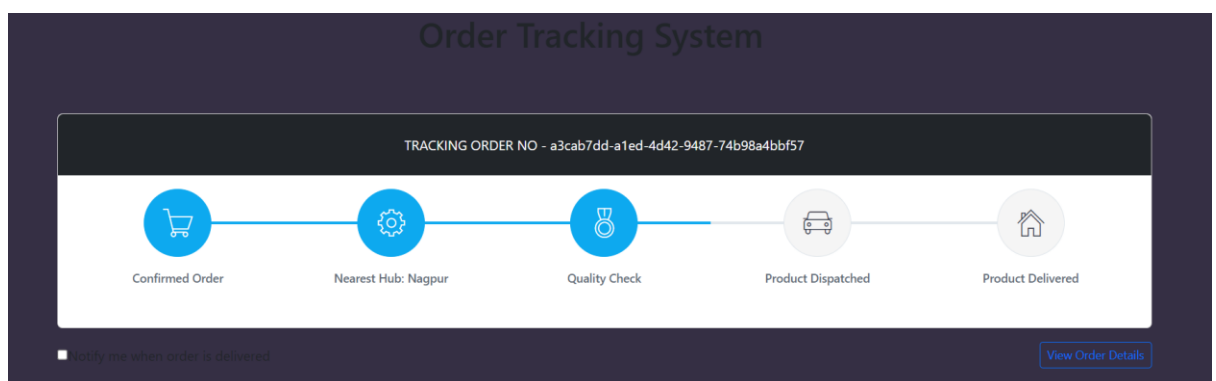 Order Tracking System
TRACKING ORDER NO - a3cab7dd-a1ed-4d42-9487-74b98a4bbf57
Confirmed Order
Nearest Hub: Nagpur
Quality Check
Product Dispatched
Product Delivered
Notify me when order is delivered
View Order Details